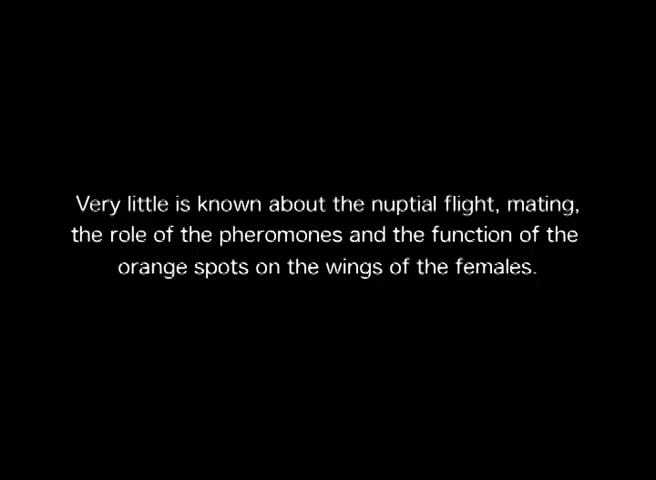 Very little is known about the nuptial flight, mating,
the role of the pheromones and the function of the
orange spots on the wings of the females.